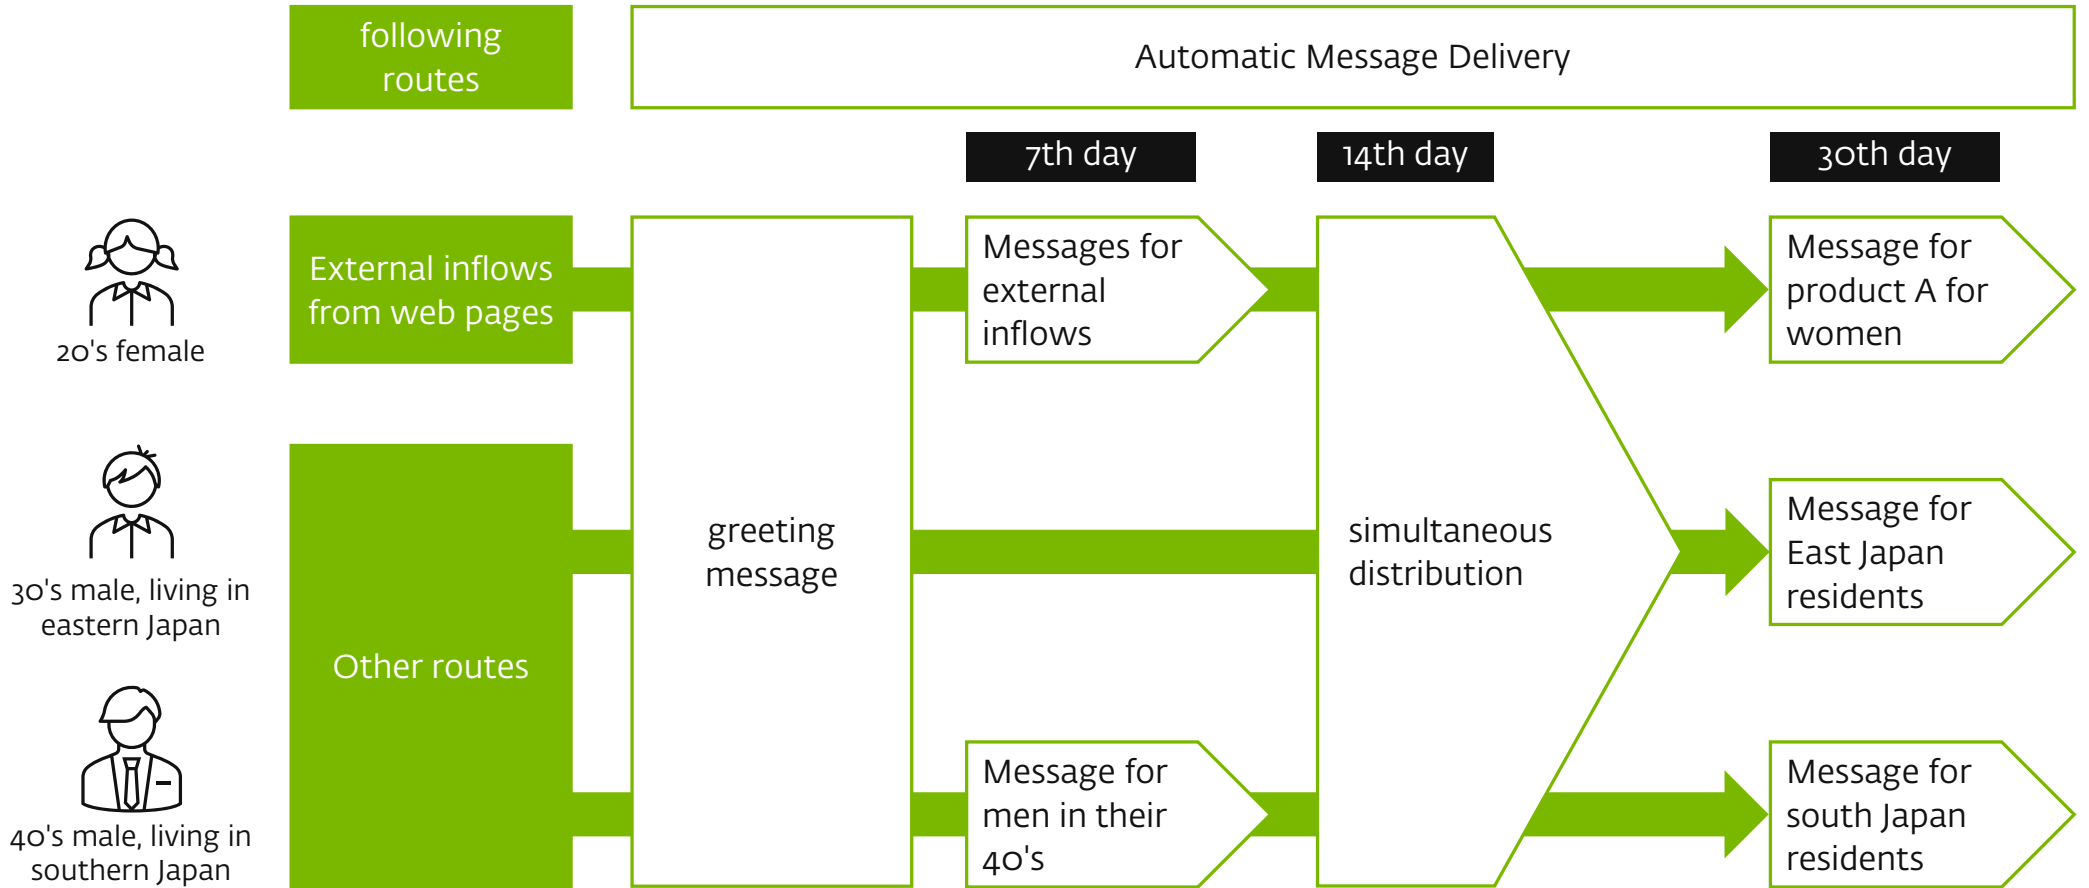 following
routes
Automatic Message Delivery
7th day
14th day
30th day
20's female
External inflows
from web pages
Messages for
external
inflows
Message for
product A for
women
30's male, living in
eastern Japan
Other routes
greeting
message
simultaneous
distribution
Message for
East Japan
residents
40's male, living in
southern Japan
Message for
men in their
40's
Message for
south Japan
residents